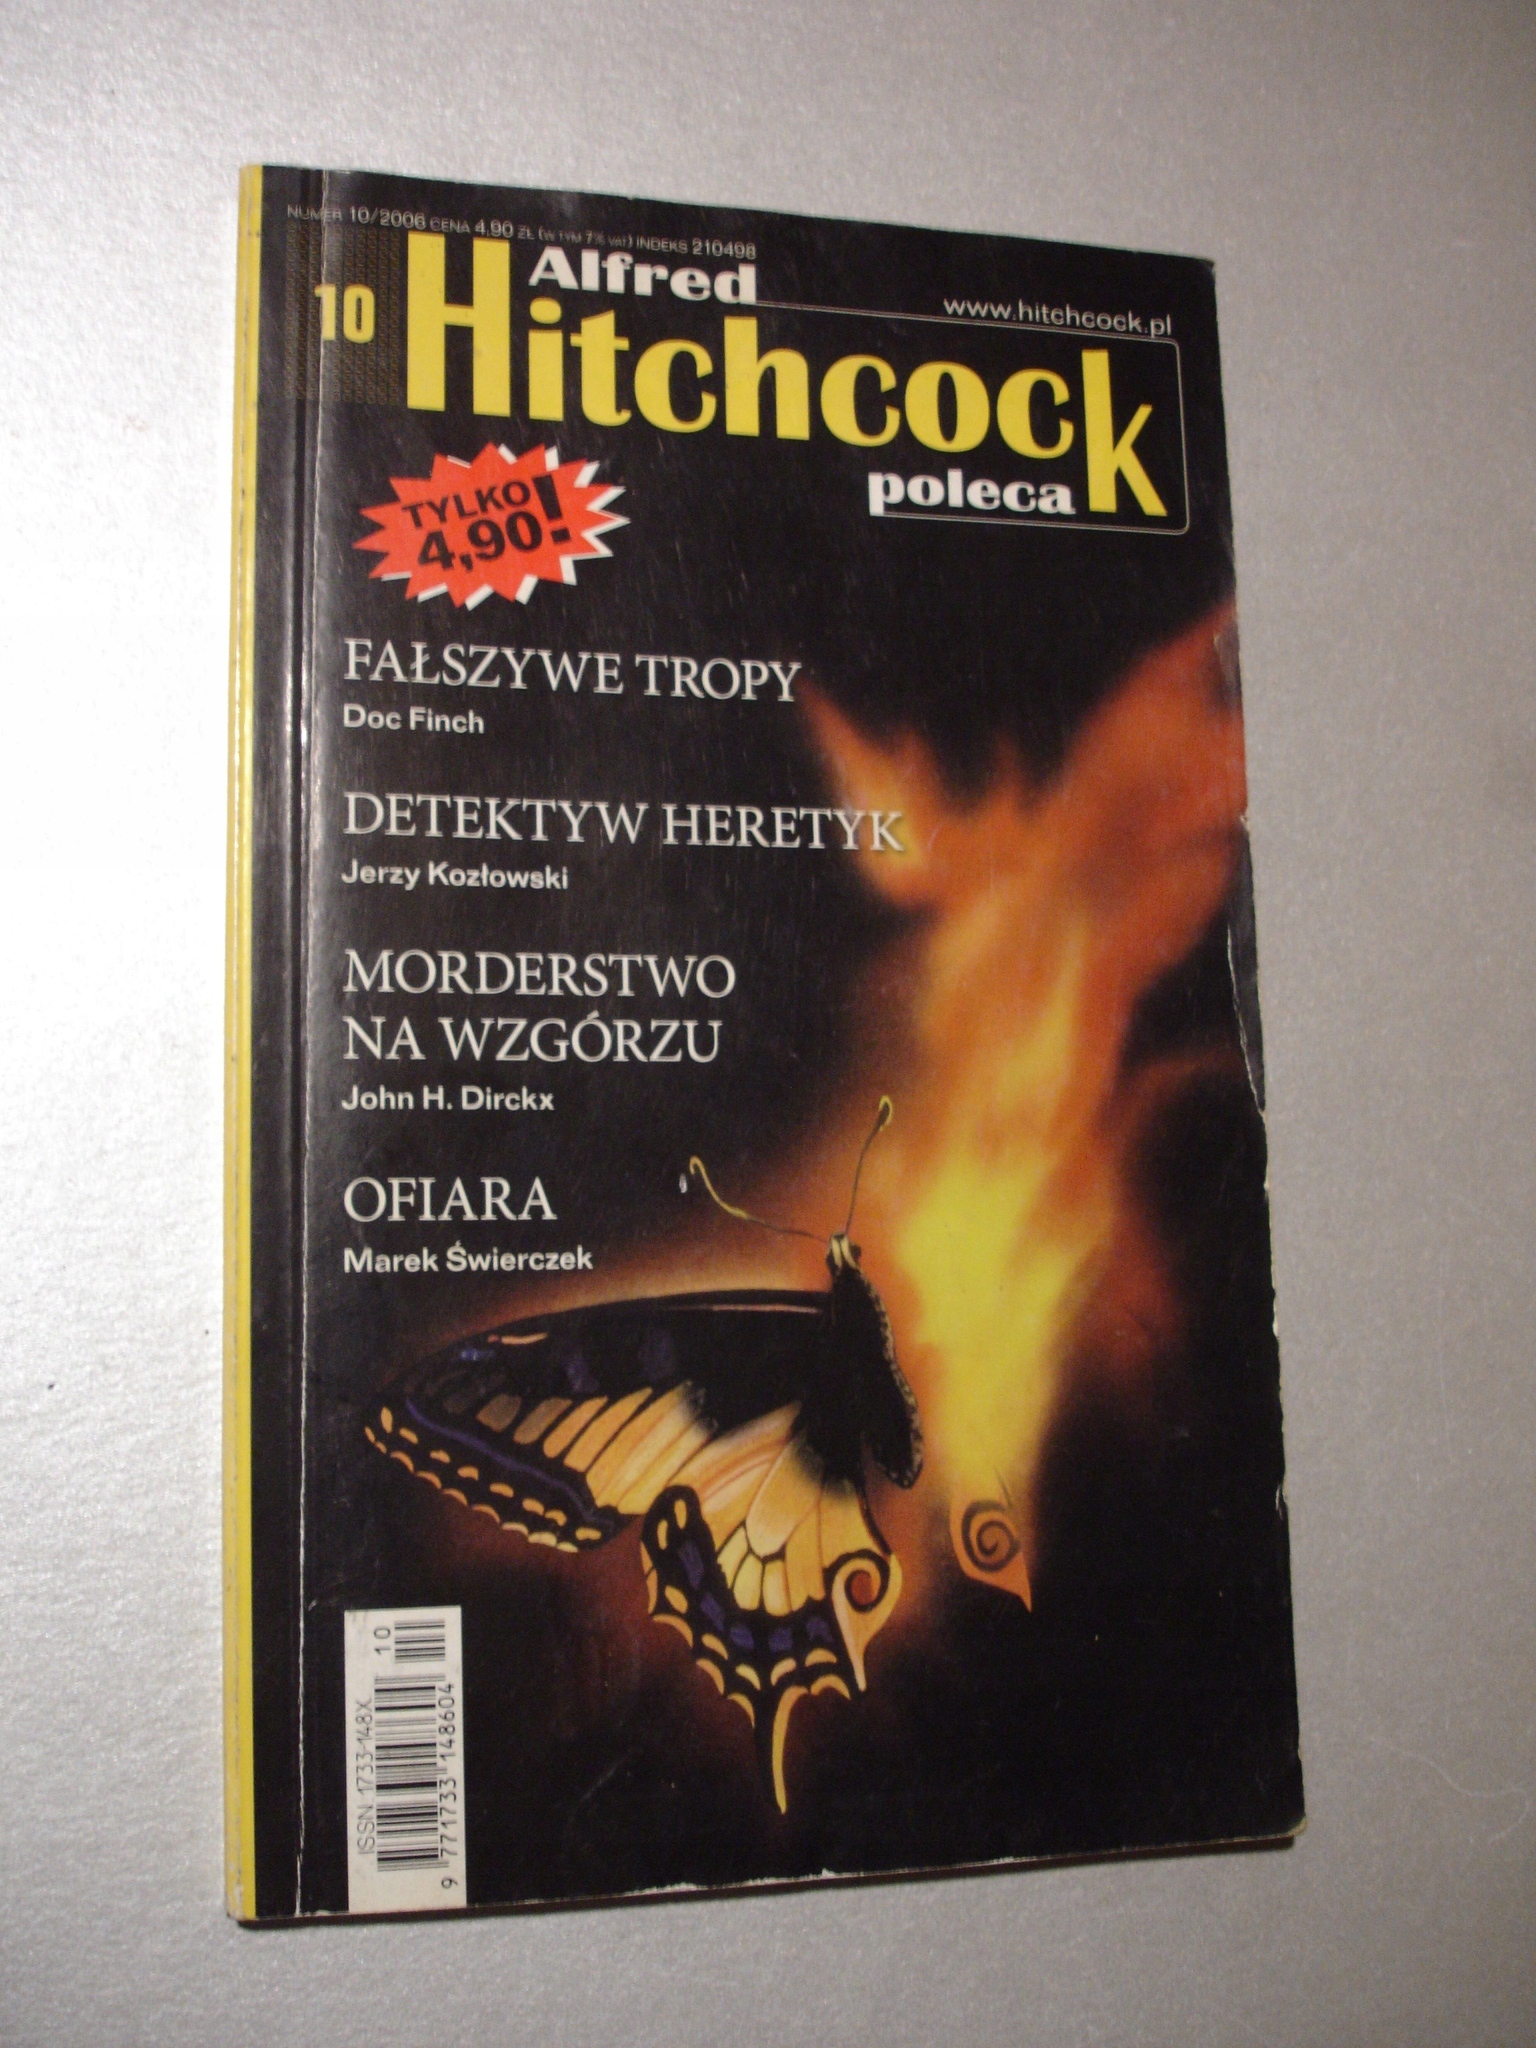 NUMER 10/2006 CENA 4,90 ZŁ (W TYM 7% VAT) INDEKS 210498
10
Alfred
www.hitchcock.pl
Hitchcock
poleca
TYLKO
4,90!
FAŁSZYWE TROPY
Doc Finch
DETEKTYW HERETYK
Jerzy Kozłowski
MORDERSTWO
NA WZGÓRZU
John H. Dirckx
OFIARA
Marek Świerczek
ISSN 1733-148X
10
9 771733 148604